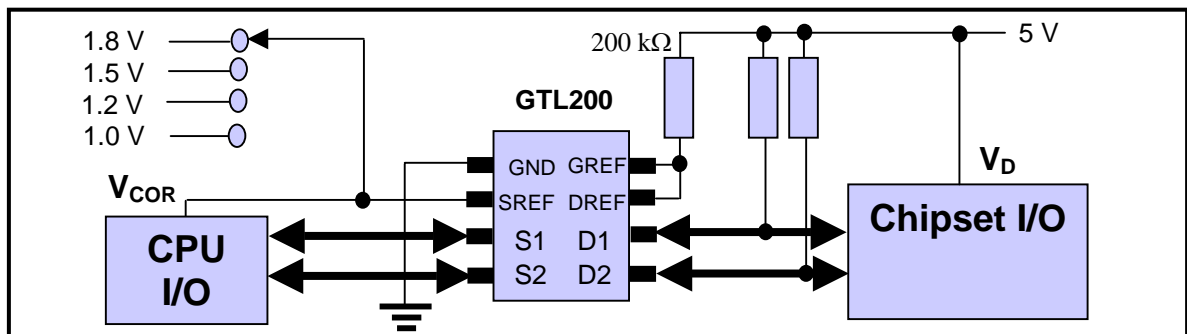 1.8 V
1.5 V
1.2 V
1.0 V
200 kΩ
5 V
GTL200
GND GREF
SREF DREF
S1 D1
S2 D2
VCOR
CPU
I/O
VD
Chipset I/O